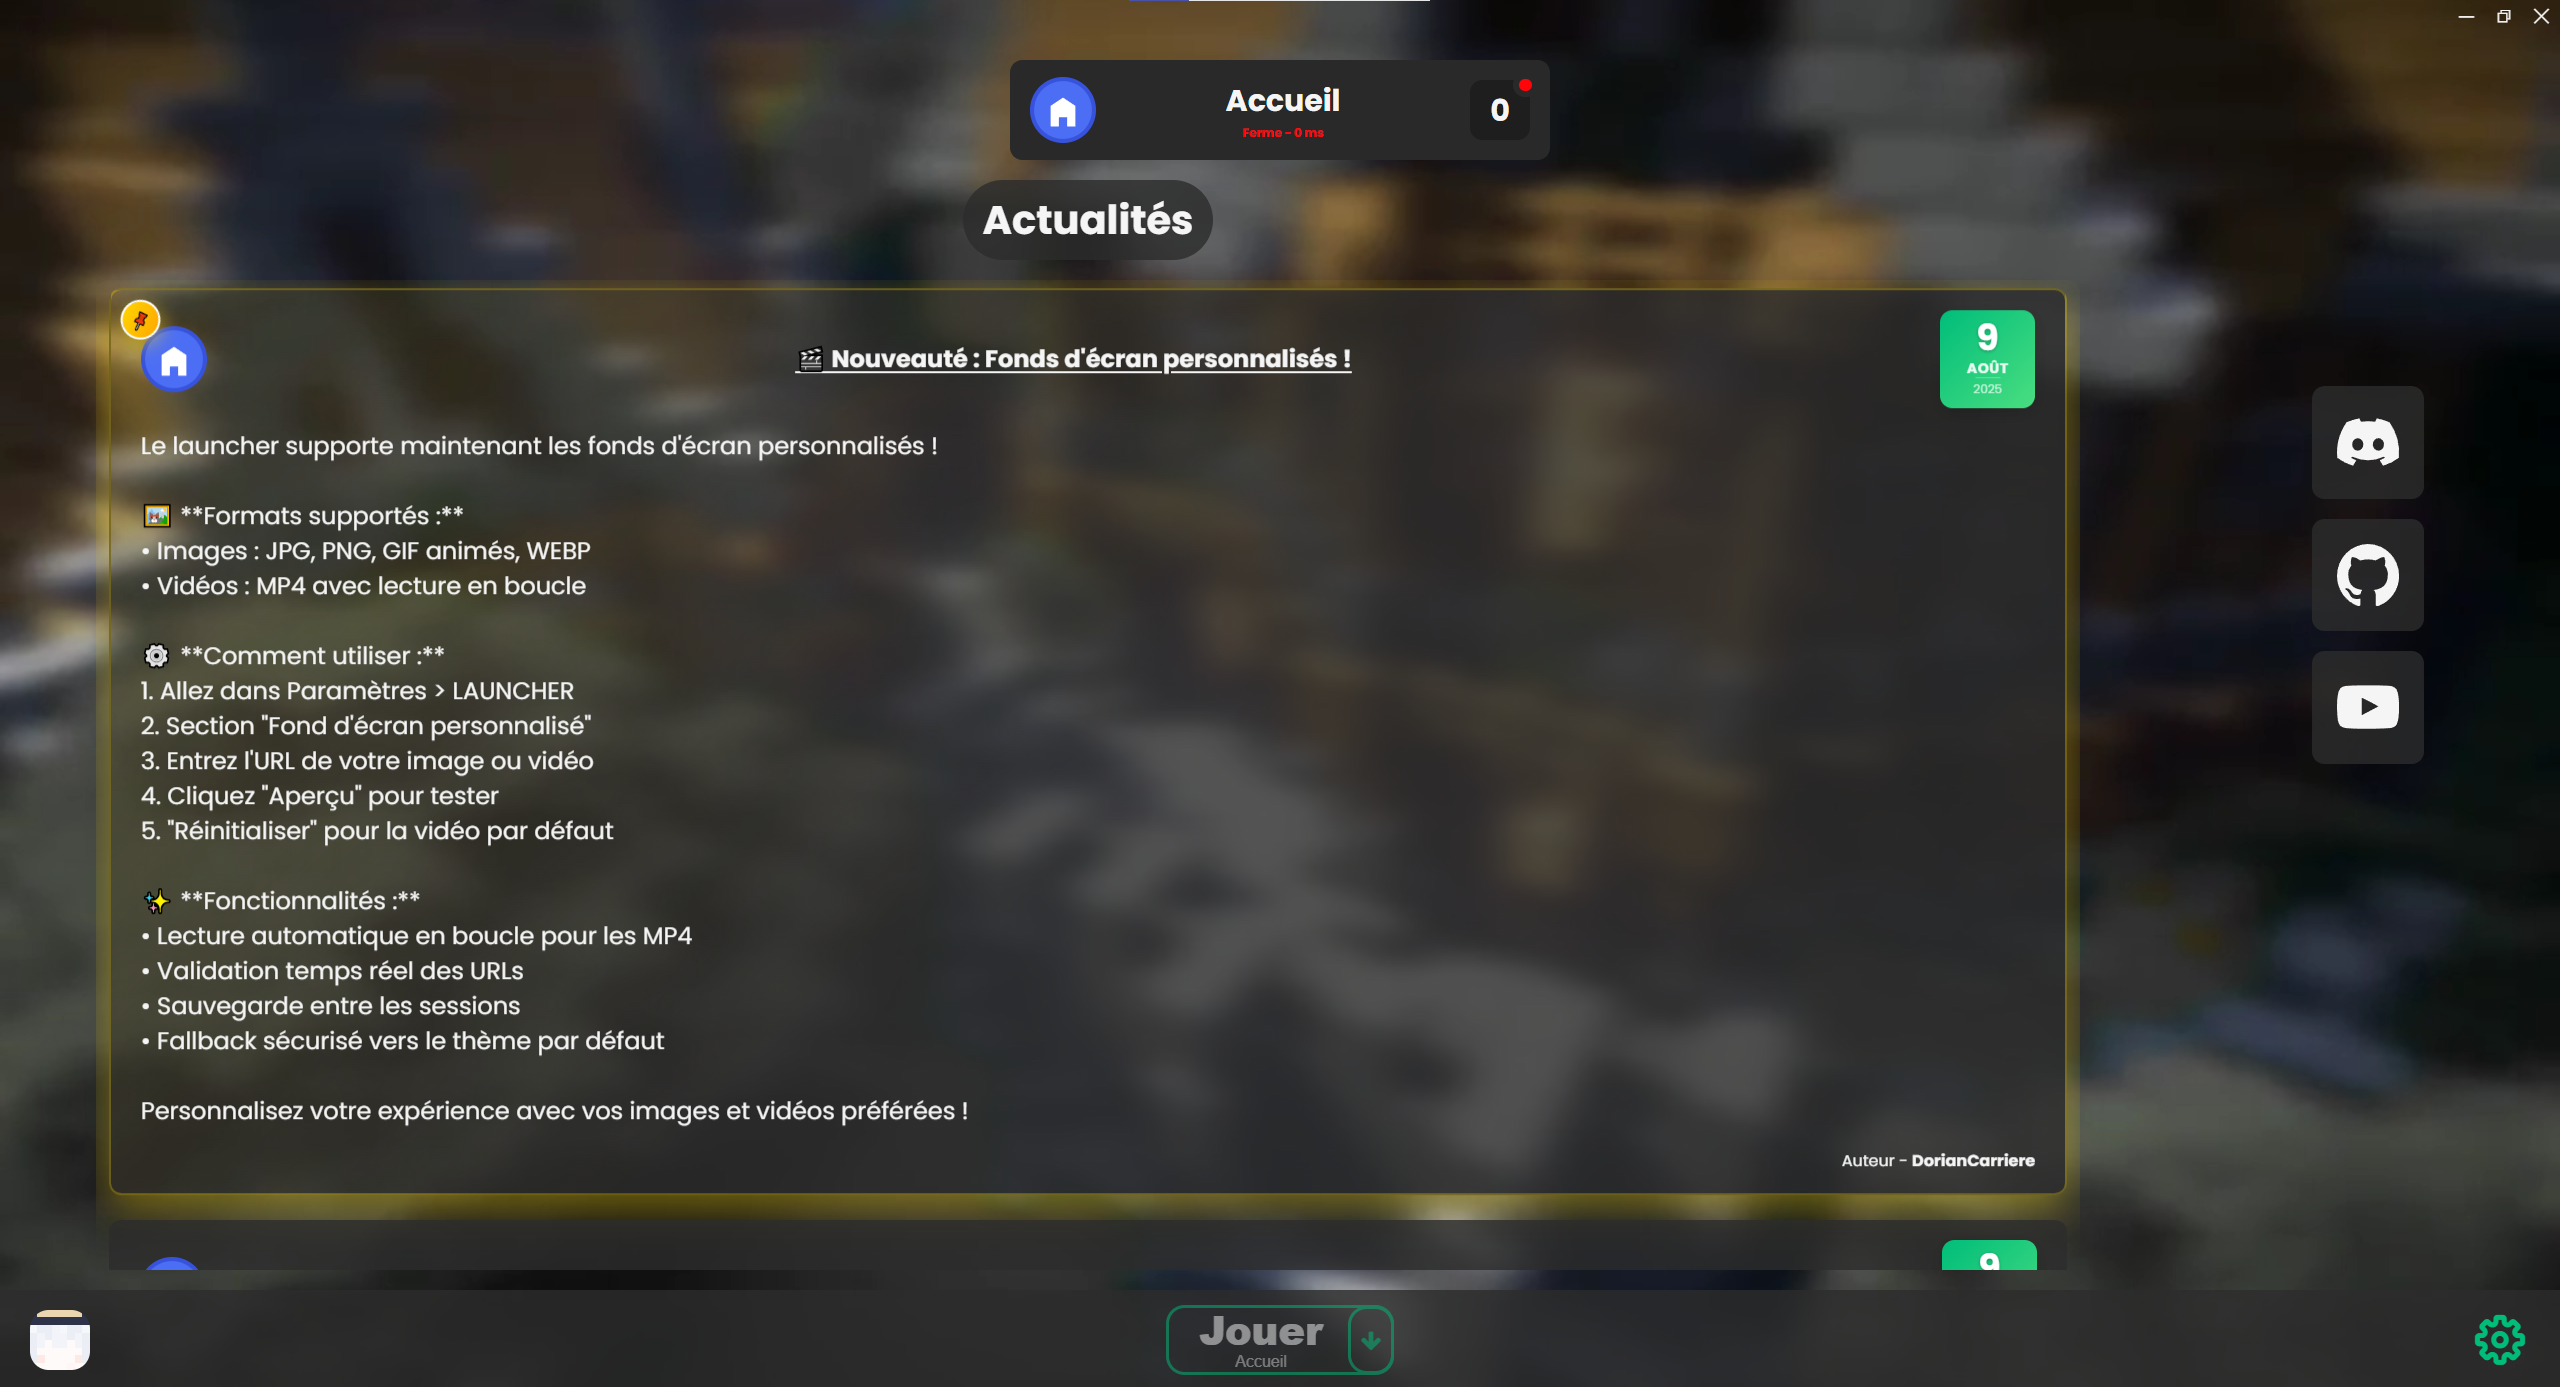 Accueil
Ferme - 0 ms
0
Actualités
🎬 Nouveauté : Fonds d'écran personnalisés !
9
AOÛT
2025
Le launcher supporte maintenant les fonds d'écran personnalisés !
🖼️ **Formats supportés :**
• Images : JPG, PNG, GIF animés, WEBP
• Vidéos : MP4 avec lecture en boucle
⚙️ **Comment utiliser :**
1. Allez dans Paramètres > LAUNCHER
2. Section "Fond d'écran personnalisé"
3. Entrez l'URL de votre image ou vidéo
4. Cliquez "Aperçu" pour tester
5. "Réinitialiser" pour la vidéo par défaut
✨ **Fonctionnalités :**
• Lecture automatique en boucle pour les MP4
• Validation temps réel des URLs
• Sauvegarde entre les sessions
• Fallback sécurisé vers le thème par défaut
Personnalisez votre expérience avec vos images et vidéos préférées !
Auteur - DorianCarriere
9
Jouer
Accueil